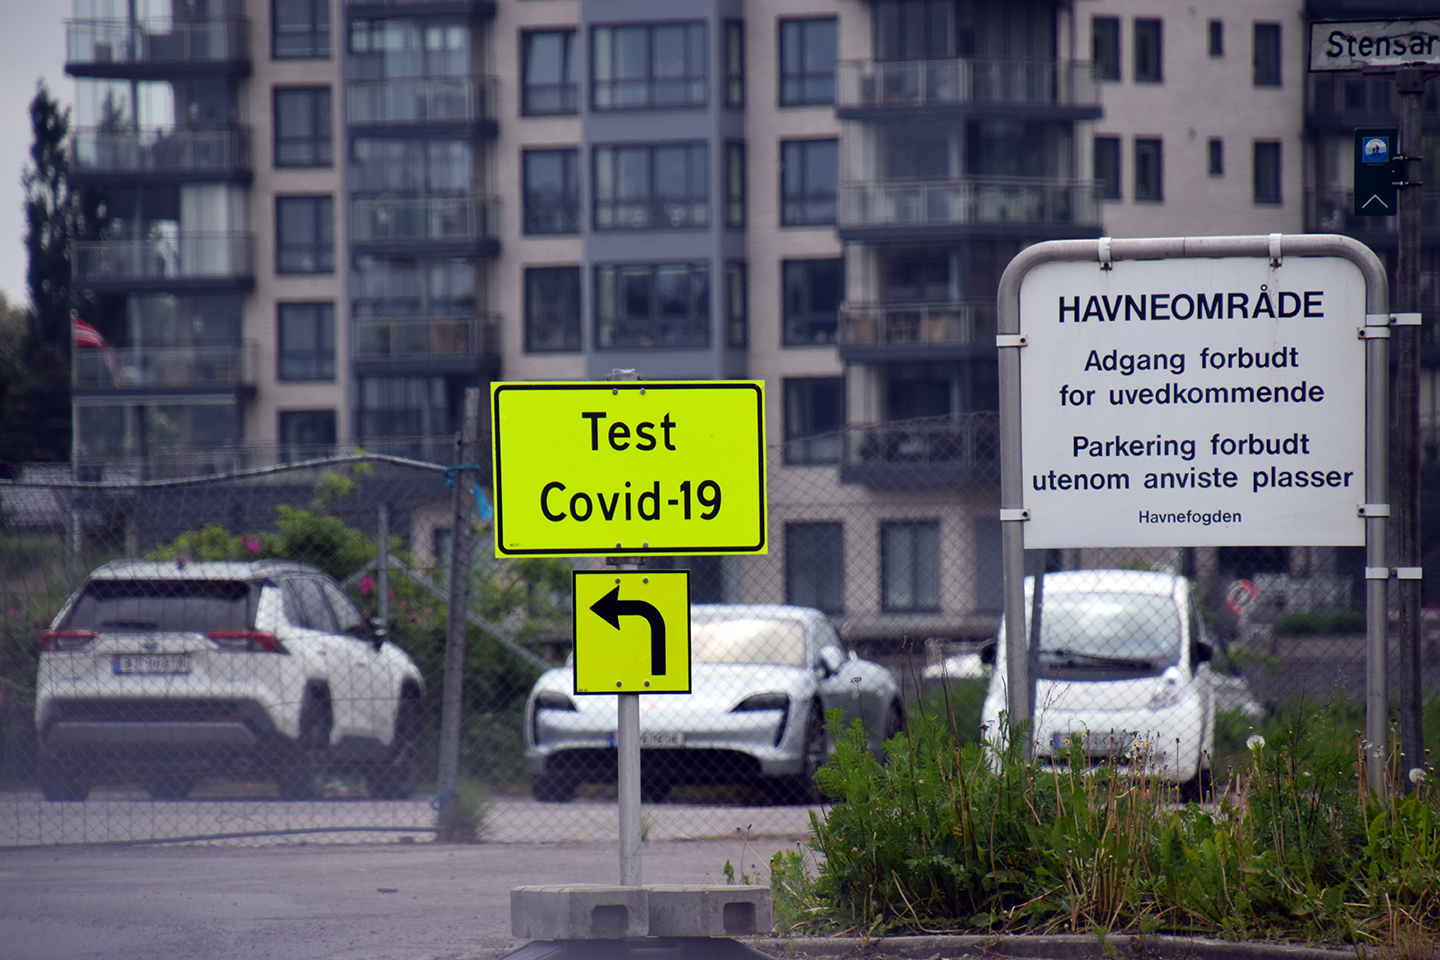 Test
Covid-19
HAVNEOMRÅDE
Adgang forbudt
for uvedkommende
Parkering forbudt
utenom anviste plasser
Havnefogden
Stensar